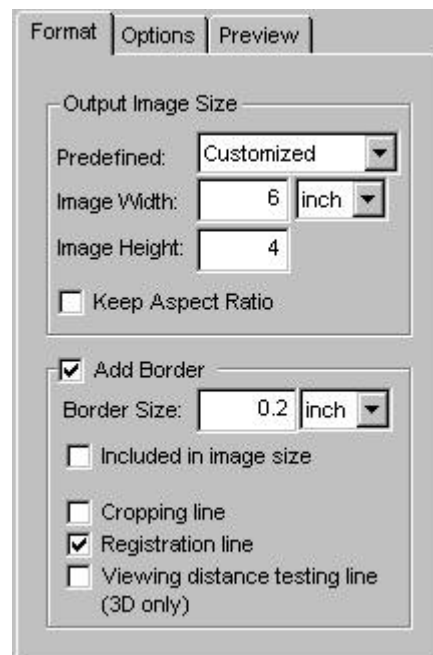 Format Options Preview
Output Image Size
Predefined: Customized
Image Width: 6 inch
Image Height: 4
Keep Aspect Ratio
Add Border
Border Size: 0.2 inch
Included in image size
Cropping line
Registration line
Viewing distance testing line
(3D only)